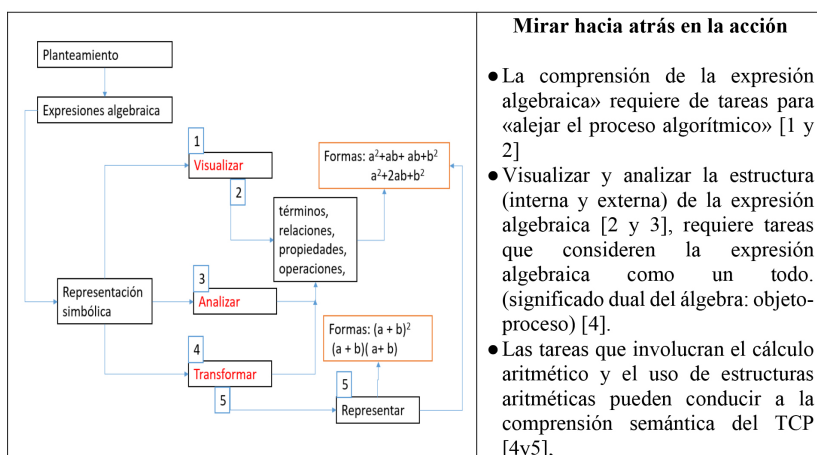 Planteamiento
Expresiones algebraica
1
Visualizar
2
Formas: a²+ab+ ab+b²
a²+2ab+b²
términos,
relaciones,
propiedades,
operaciones,
Representación
simbólica
3
Analizar
4
Transformar
5
Formas: (a + b)²
(a + b)( a+ b)
5
Representar
Mirar hacia atrás en la acción
● La comprensión de la expresión
algebraica» requiere de tareas para
«alejar el proceso algorítmico» [1 y
2]
● Visualizar y analizar la estructura
(interna y externa) de la expresión
algebraica [2 y 3], requiere tareas
que consideren la expresión
algebraica como un todo.
(significado dual del álgebra: objeto-
proceso) [4].
● Las tareas que involucran el cálculo
aritmético y el uso de estructuras
aritméticas pueden conducir a la
comprensión semántica del TCP
[4y5].